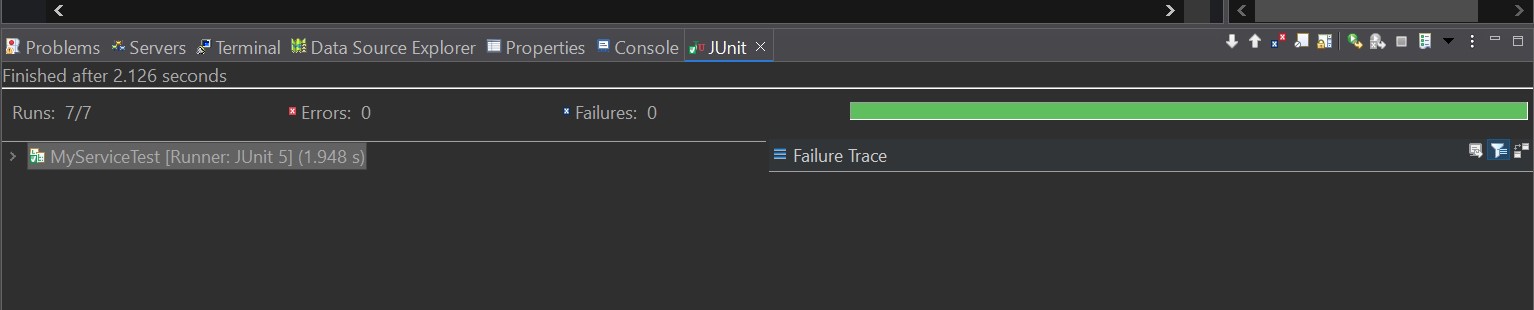 Problems Servers Terminal Data Source Explorer Properties Console JUnit
Finished after 2.126 seconds
Runs: 7/7 Errors: 0 Failures: 0
MyServiceTest [Runner: JUnit 5] (1.948 s)
Failure Trace